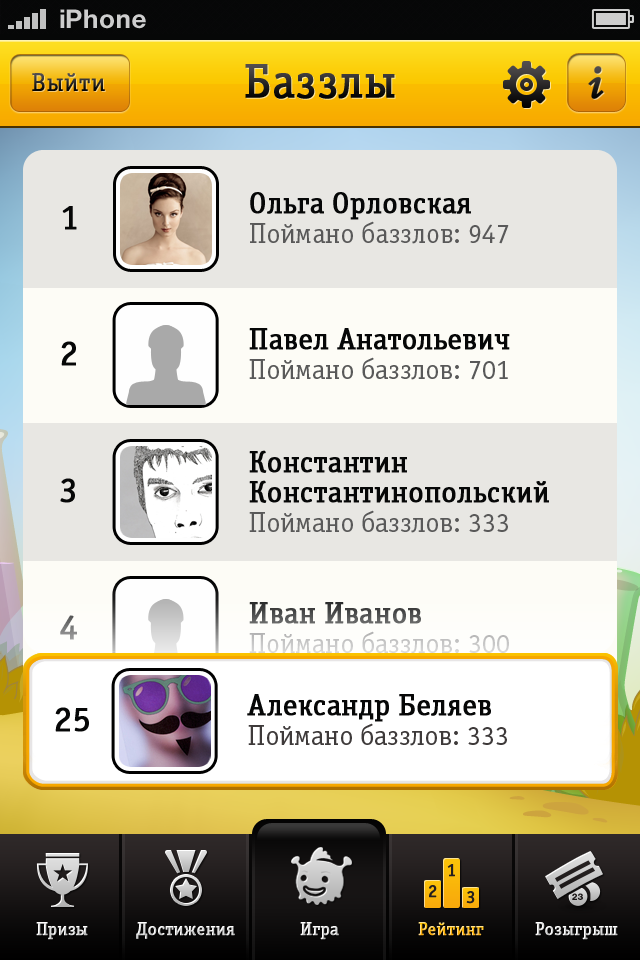 iPhone
Выйти
Баззлы
i
1
Ольга Орловская
Поймано баззлов: 947
2
Павел Анатольевич
Поймано баззлов: 701
3
Константин
Константинопольский
Поймано баззлов: 333
4
Иван Иванов
Поймано баззлов: 300
25
Александр Беляев
Поймано баззлов: 333
1
2
3
23
Призы
Достижения
Игра
Рейтинг
Розыгрыш